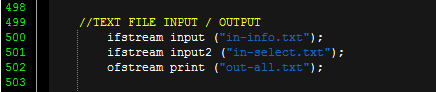 498
499 //TEXT FILE INPUT / OUTPUT
500 ifstream input ("in-info.txt");
501 ifstream input2 ("in-select.txt");
502 ofstream print ("out-all.txt");
503